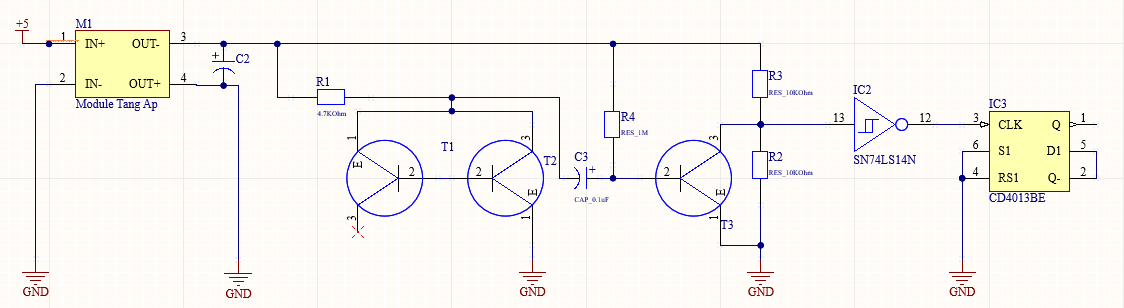 +5
M1
1
IN+
OUT-
3
2
IN-
OUT+
4
Module Tang Ap
C2
+
GND
GND
R1
4.7KOhm
1
E
2
3
T1
3
2
E
1
T2
GND
C3
+
CAP_0.1uF
R4
RES_1M
3
2
E
1
T3
R3
RES_10KOhm
R2
RES_10KOhm
GND
IC2
13
12
SN74LS14N
IC3
3
CLK
Q
1
6
S1
D1
5
4
RS1
Q-
2
CD4013BE
GND